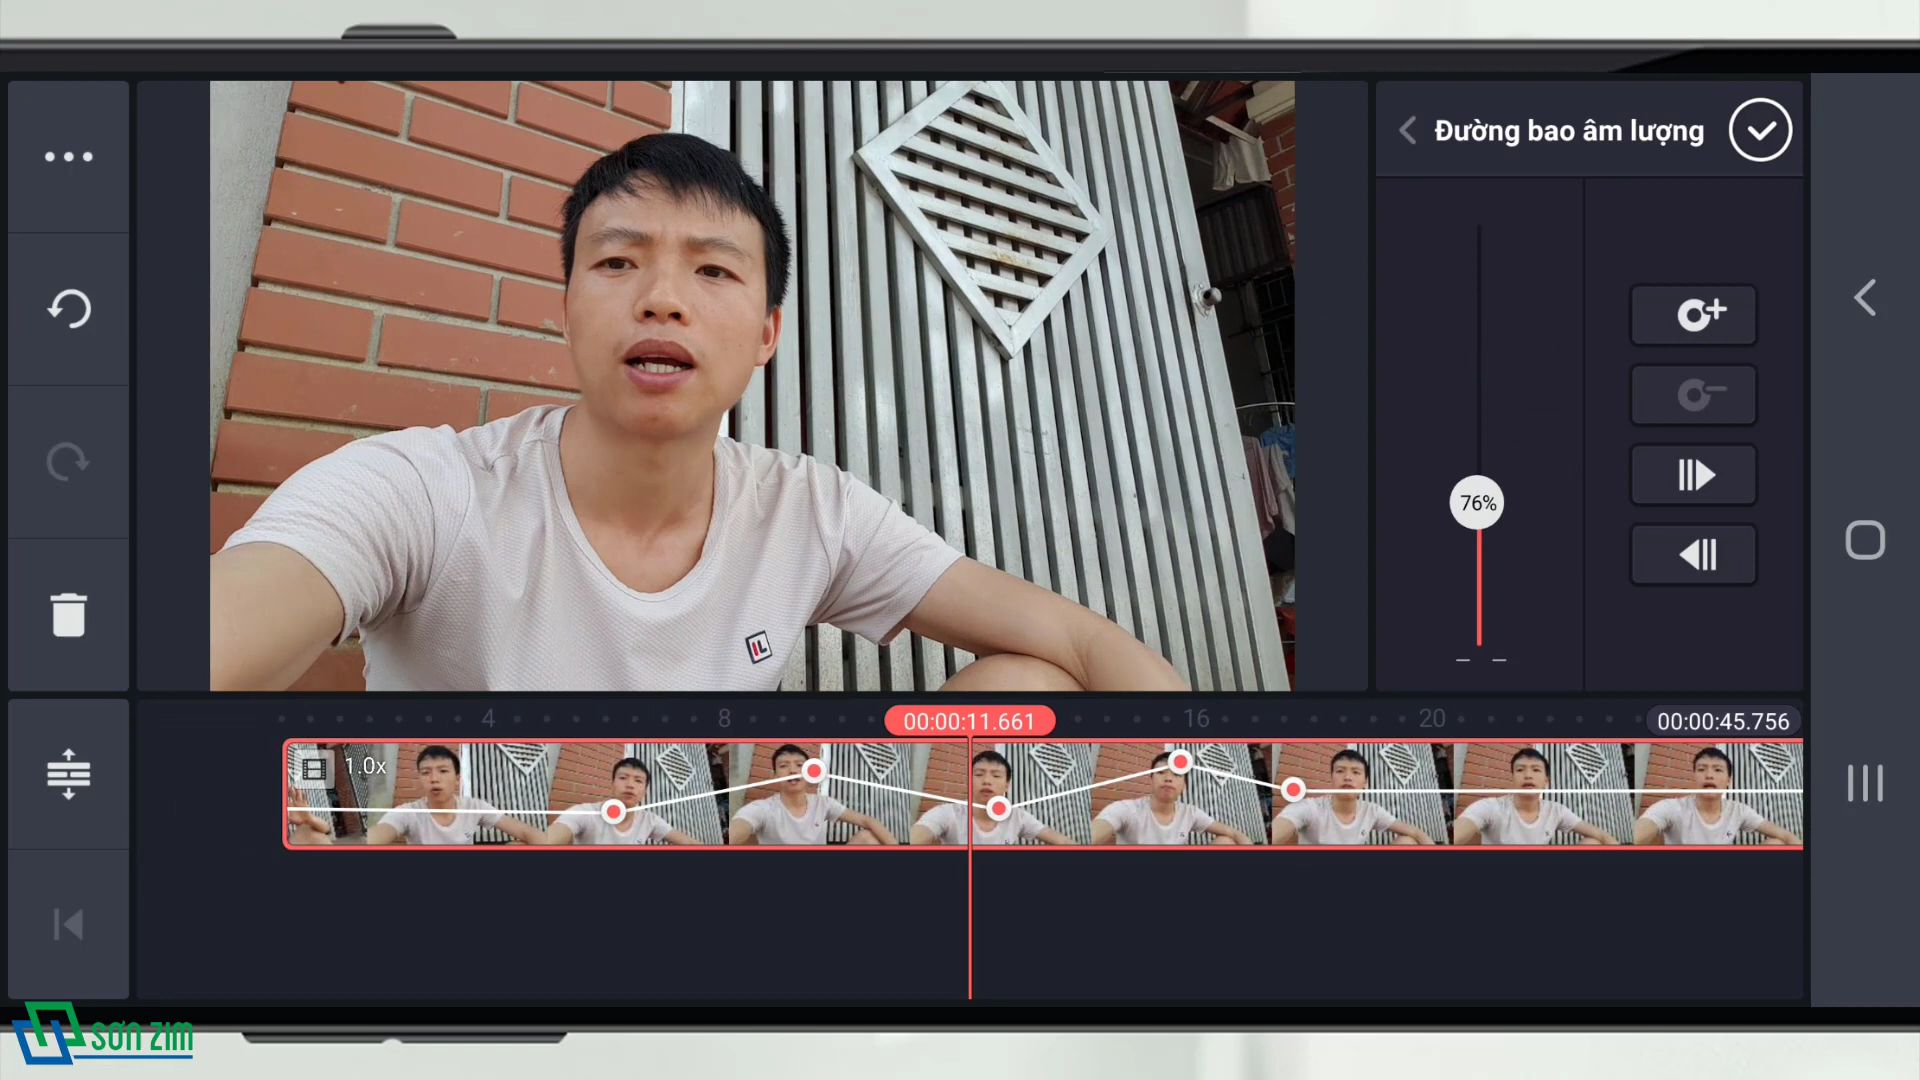 Đường bao âm lượng
76%
4
8
00:00:11.661
16
20
00:00:45.756
1.0x
IL
SƠN ZIM